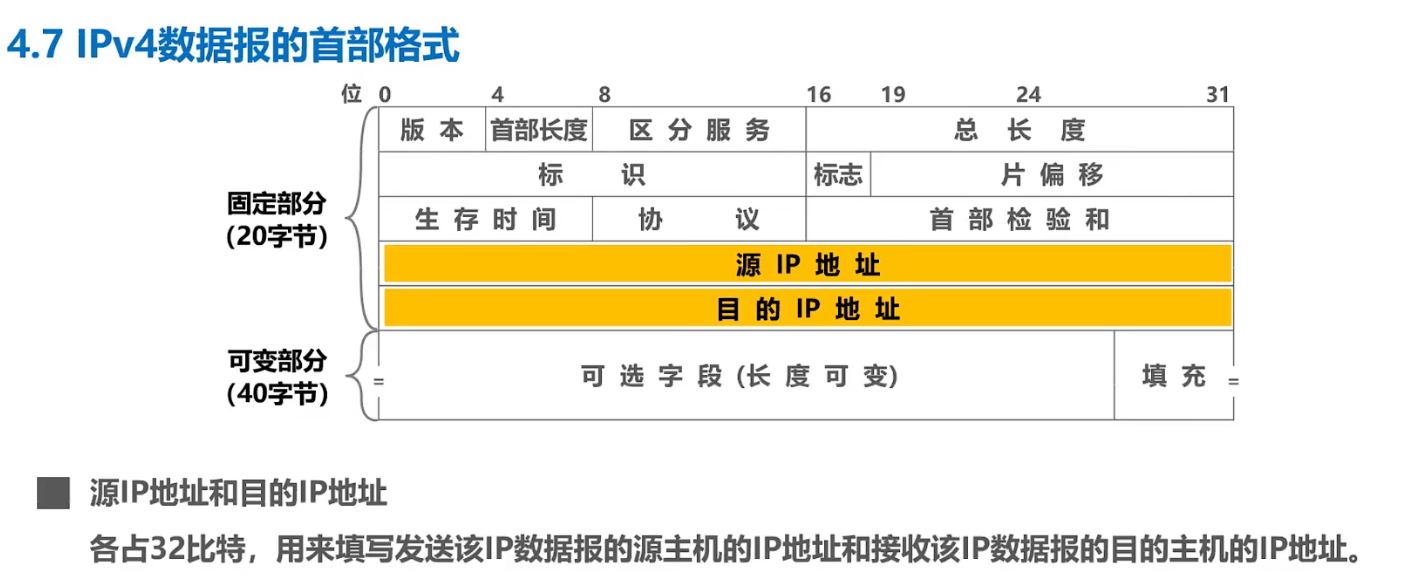 4.7 IPv4数据报的首部格式
位 0 4 8 16 19 24 31
版 本 首部长度 区 分 服 务 总 长 度
标 识 标志 片 偏 移
固定部分
(20字节)
生 存 时 间 协 议 首 部 检 验 和
源 IP 地 址
目 的 IP 地 址
可变部分
(40字节)
可 选 字 段 (长 度 可 变) 填 充
源IP地址和目的IP地址
各占32比特，用来填写发送该IP数据报的源主机的IP地址和接收该IP数据报的目的主机的IP地址。